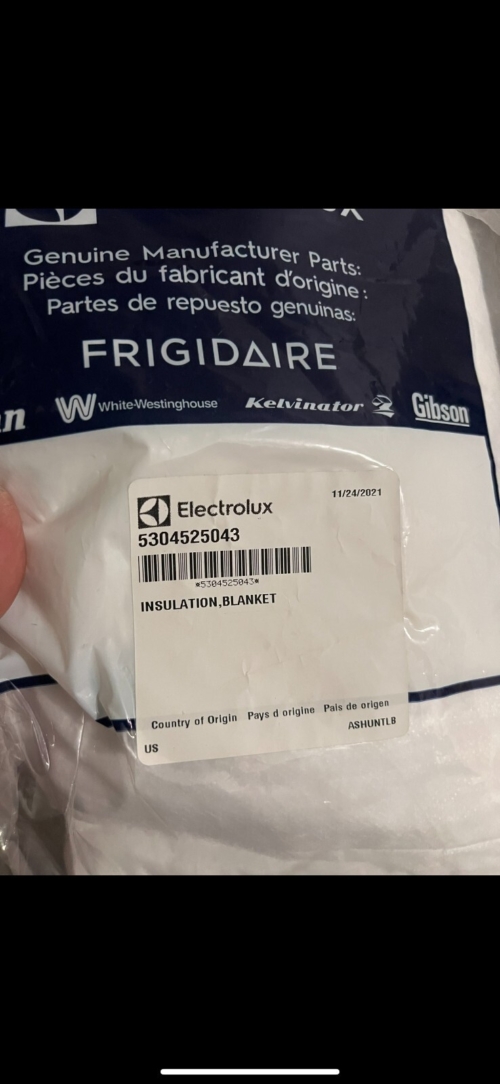 Genuine Manufacturer Parts:
Pièces du fabricant d'origine:
Partes de repuesto genuinas:
FRIGIDAIRE
White-Westinghouse Kelvinator Gibson
Electrolux
11/24/2021
5304525043
*5304525043*
INSULATION,BLANKET
Country of Origin Pays d origine Pais de origen
US
ASHUNTLB